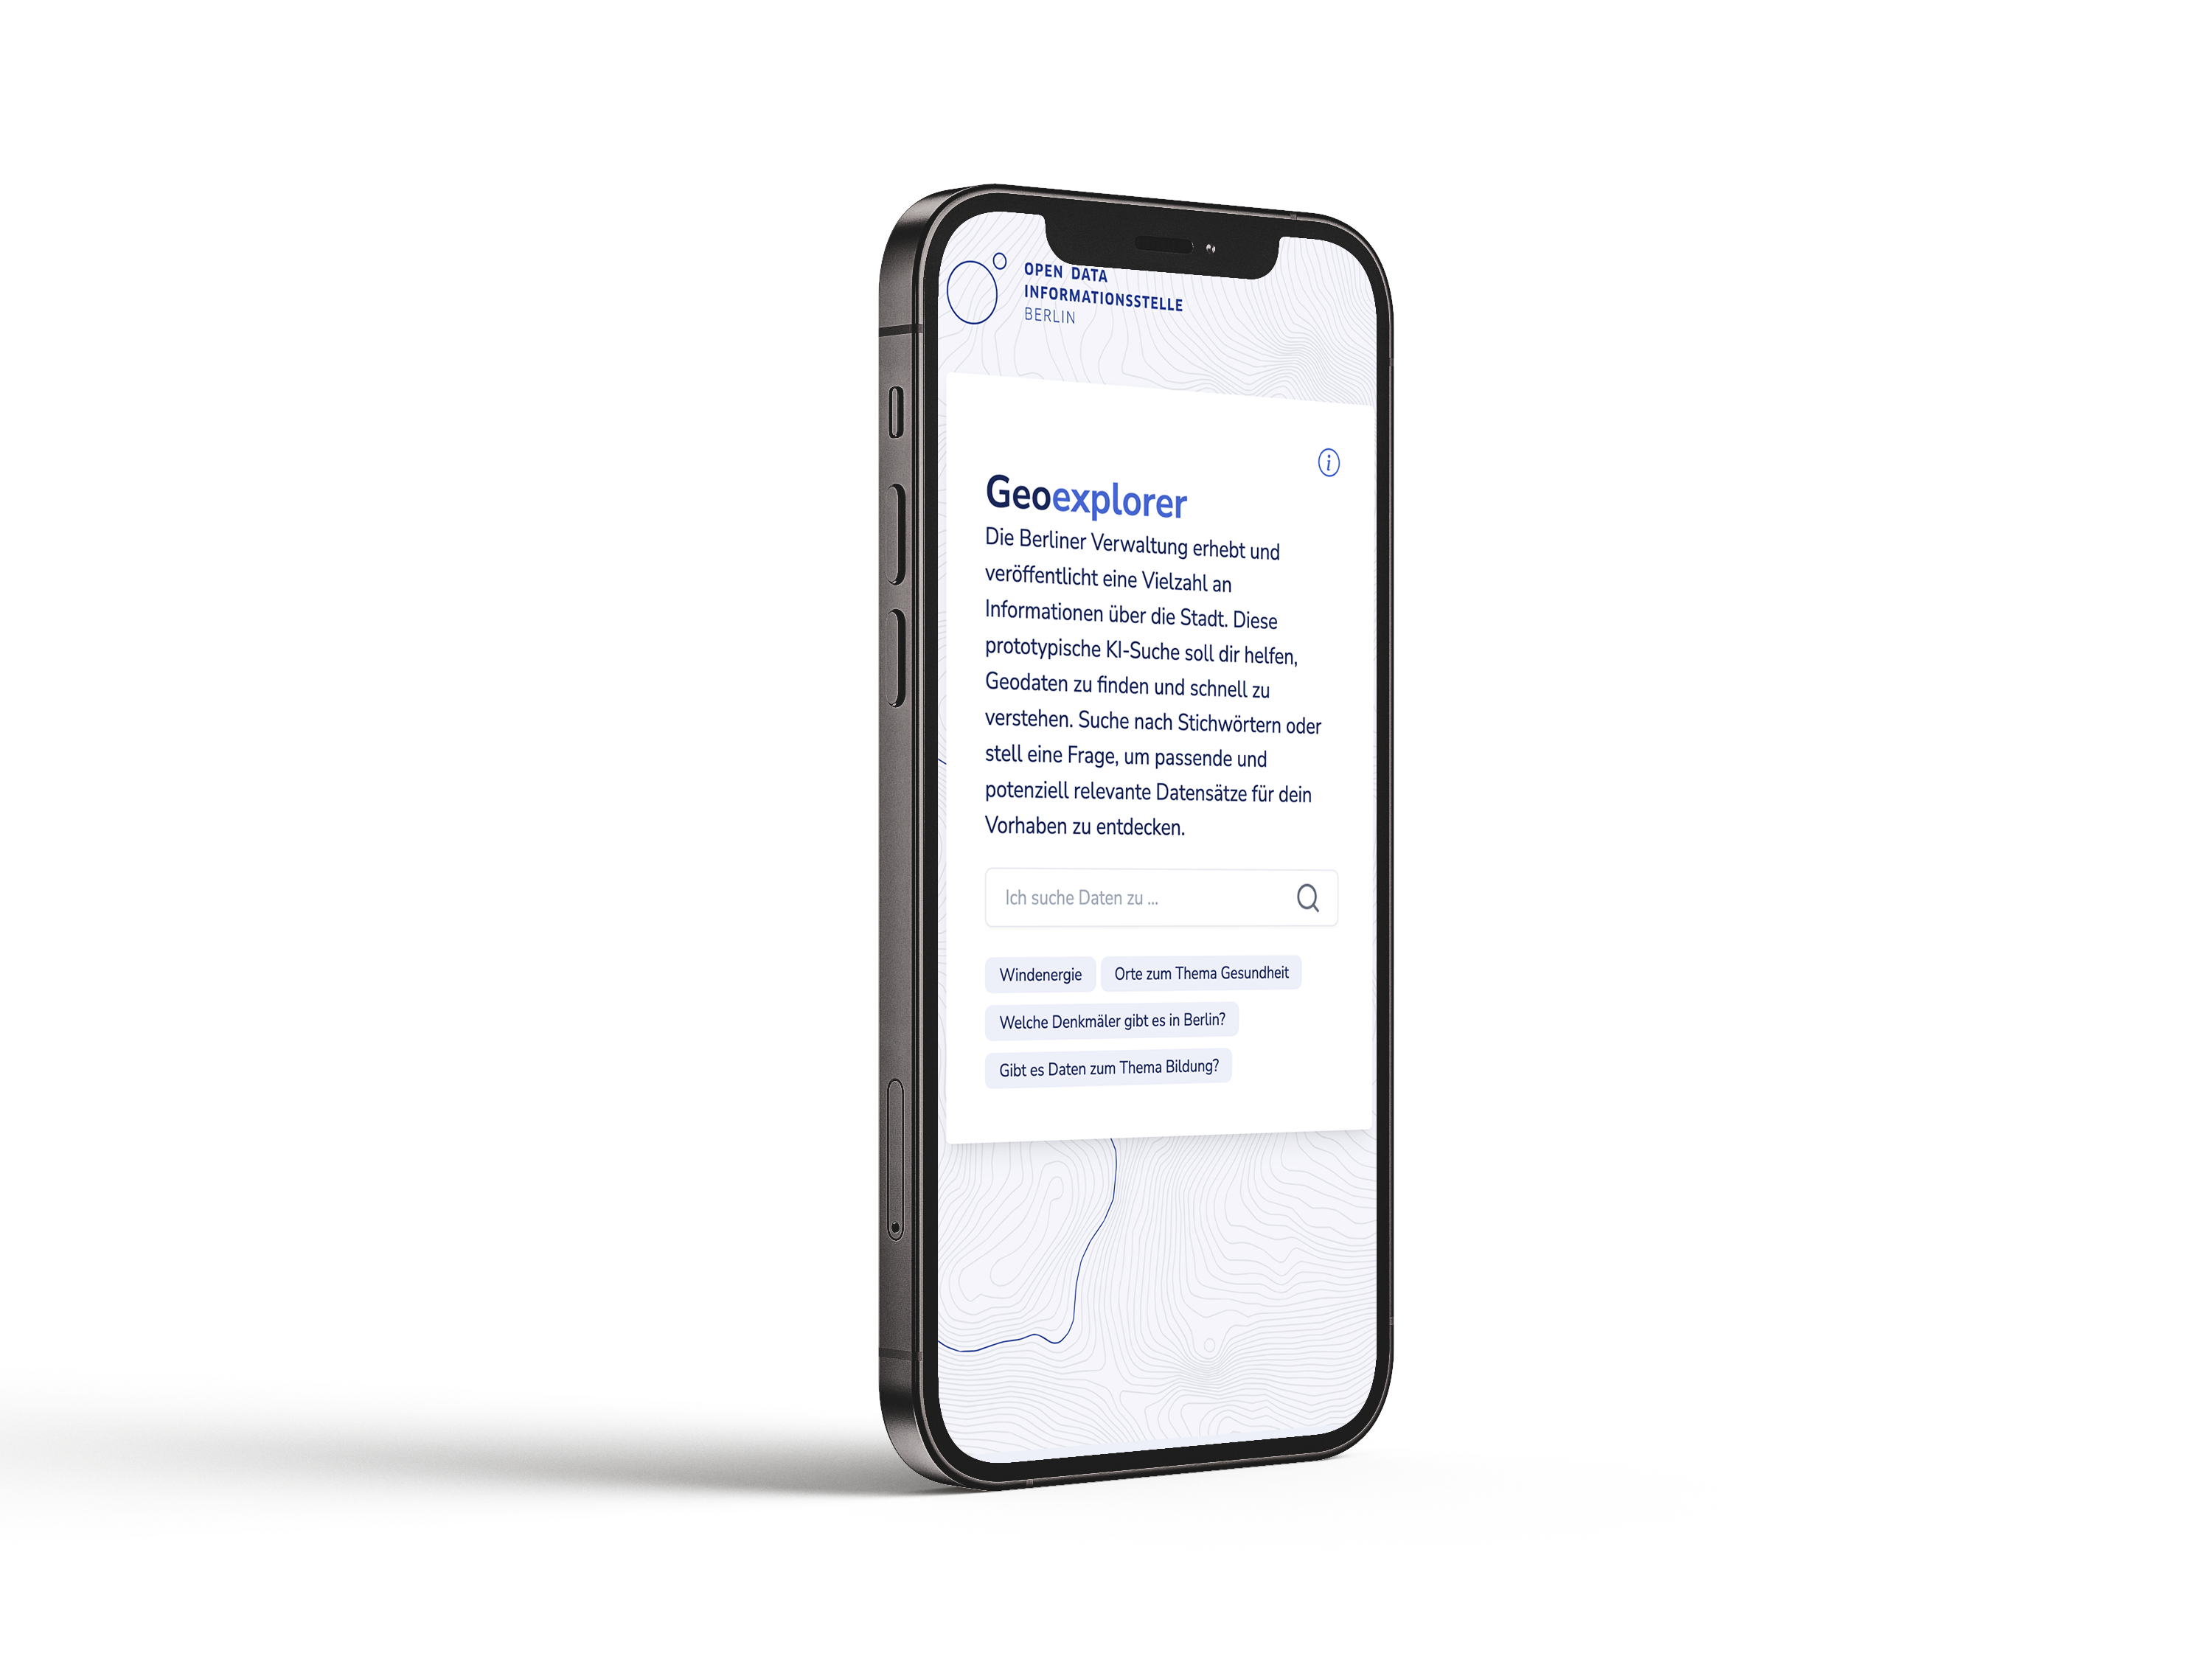 OPEN DATA
INFORMATIONSSTELLE
BERLIN
i
Geoexplorer
Die Berliner Verwaltung erhebt und
veröffentlicht eine Vielzahl an
Informationen über die Stadt. Diese
prototypische KI-Suche soll dir helfen,
Geodaten zu finden und schnell zu
verstehen. Suche nach Stichwörtern oder
stell eine Frage, um passende und
potenziell relevante Datensätze für dein
Vorhaben zu entdecken.
Ich suche Daten zu ...
Windenergie Orte zum Thema Gesundheit
Welche Denkmäler gibt es in Berlin?
Gibt es Daten zum Thema Bildung?